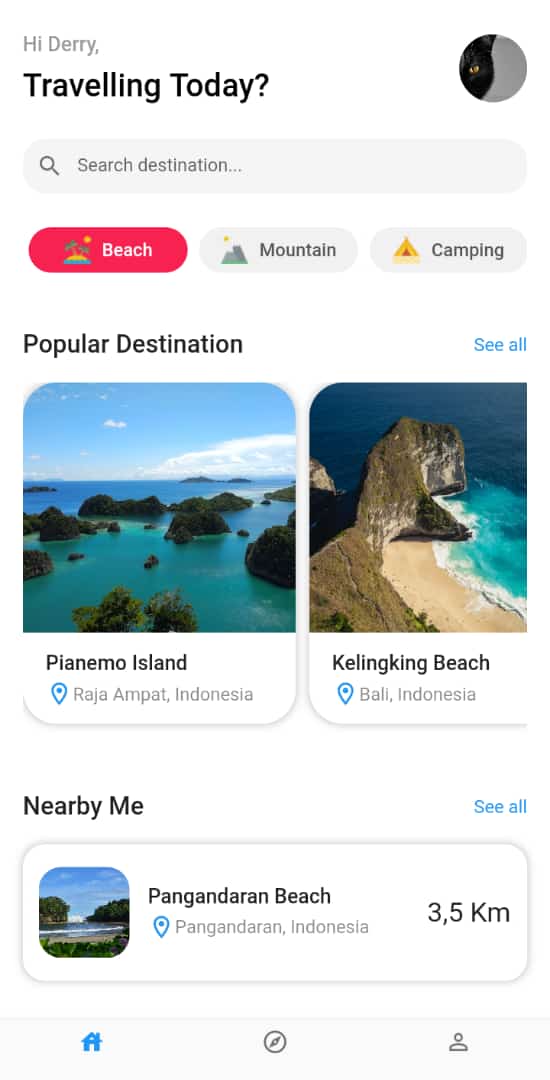 Hi Derry,
Travelling Today?
Search destination...
Beach
Mountain
Camping
Popular Destination
See all
Pianemo Island
Raja Ampat, Indonesia
Kelingking Beach
Bali, Indonesia
Nearby Me
See all
Pangandaran Beach
Pangandaran, Indonesia
3,5 Km